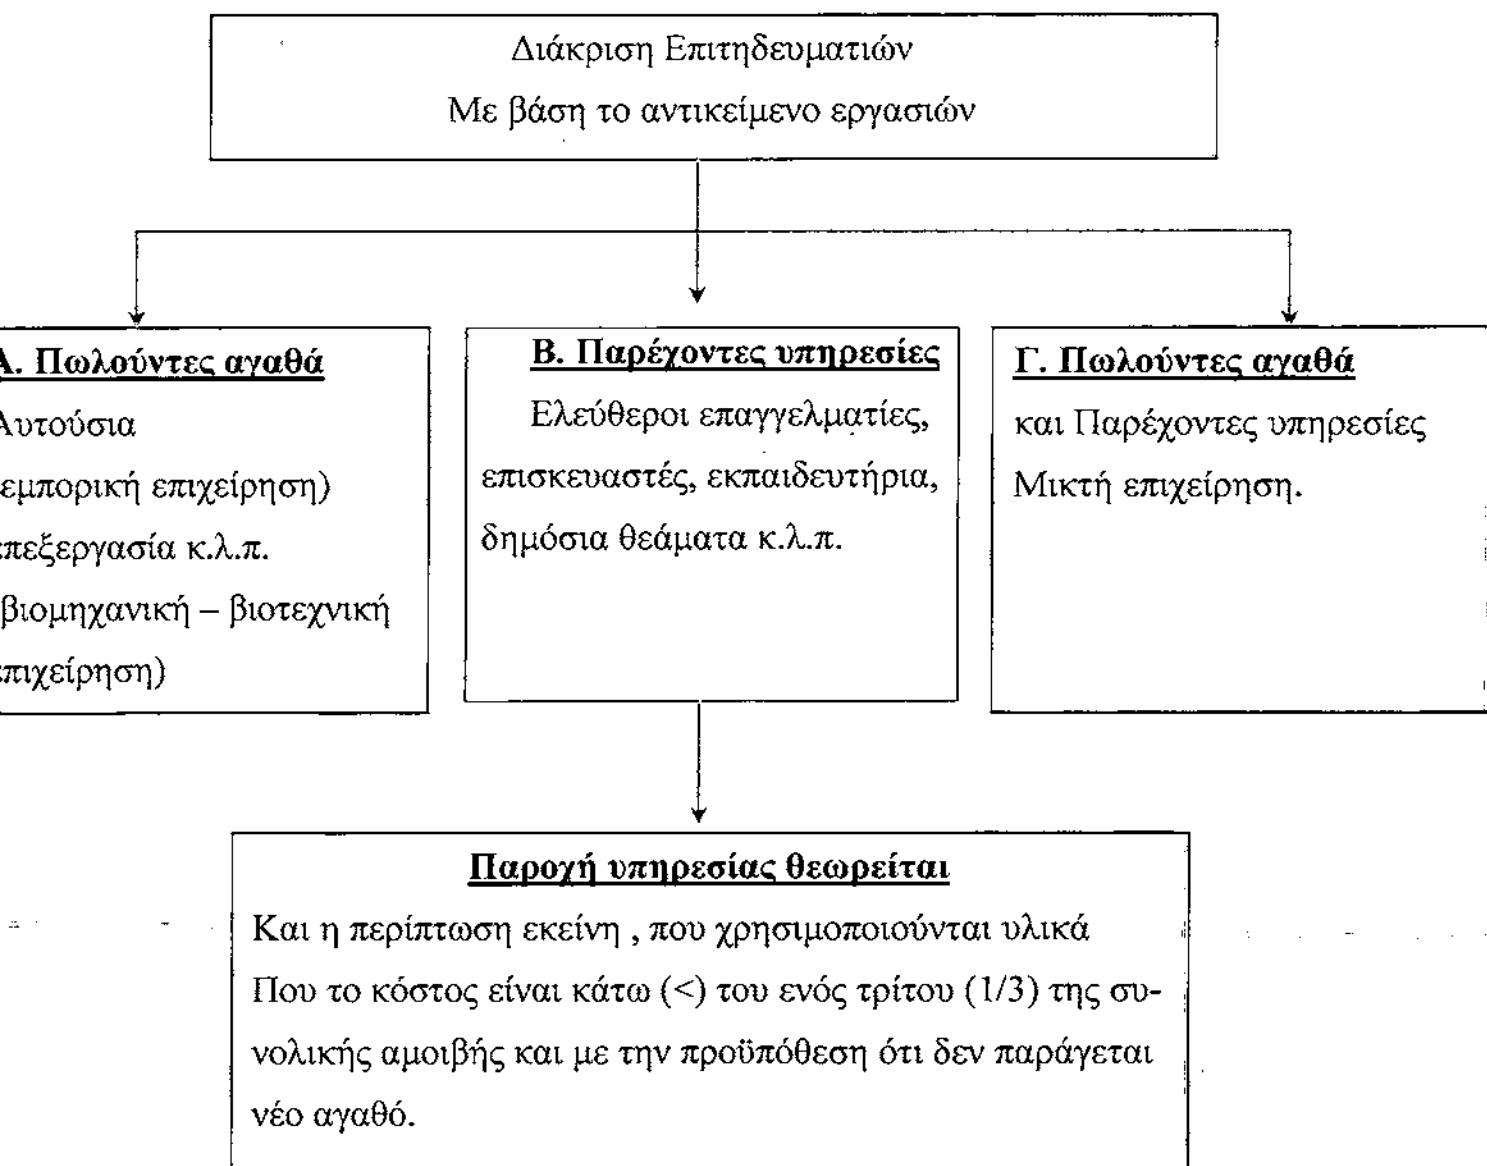 Διάκριση Επιτηδευματιών
Με βάση το αντικείμενο εργασιών
Α. Πωλούντες αγαθά
Αυτούσια
εμπορική επιχείρηση)
επεξεργασία κ.λ.π.
βιομηχανική – βιοτεχνική
επιχείρηση)
Β. Παρέχοντες υπηρεσίες
Ελεύθεροι επαγγελματίες,
επισκευαστές, εκπαιδευτήρια,
δημόσια θεάματα κ.λ.π.
Γ. Πωλούντες αγαθά
και Παρέχοντες υπηρεσίες
Μικτή επιχείρηση.
Παροχή υπηρεσίας θεωρείται
Και η περίπτωση εκείνη , που χρησιμοποιούνται υλικά
Που το κόστος είναι κάτω (<) του ενός τρίτου (1/3) της συ-
νολικής αμοιβής και με την προϋπόθεση ότι δεν παράγεται
νέο αγαθό.